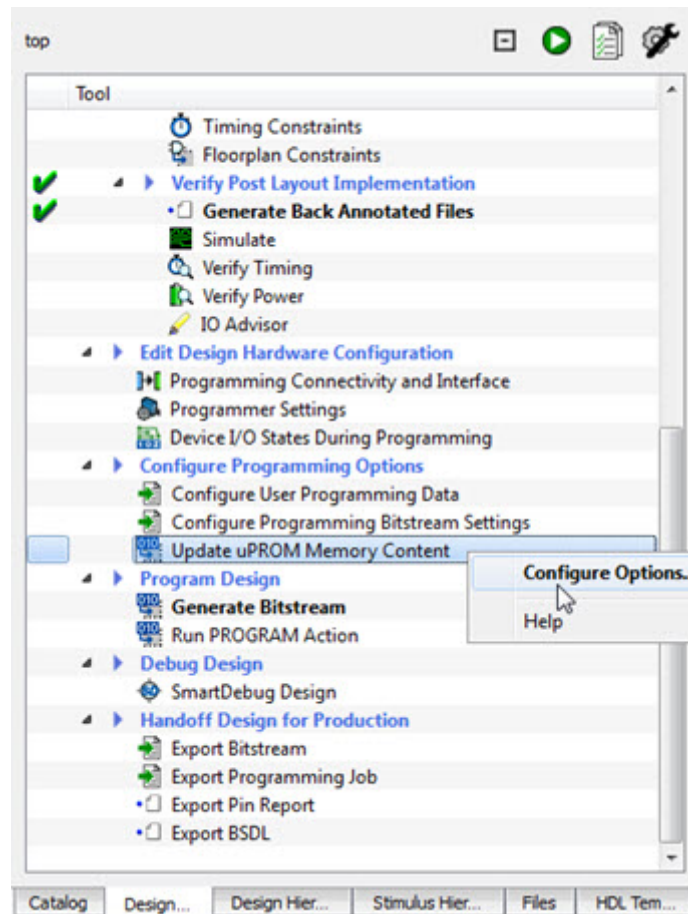 top
Tool
Timing Constraints
Floorplan Constraints
Verify Post Layout Implementation
Generate Back Annotated Files
Simulate
Verify Timing
Verify Power
IO Advisor
Edit Design Hardware Configuration
Programming Connectivity and Interface
Programmer Settings
Device I/O States During Programming
Configure Programming Options
Configure User Programming Data
Configure Programming Bitstream Settings
Update uPROM Memory Content
Configure Options..
Program Design
Generate Bitstream
Help
Run PROGRAM Action
Debug Design
SmartDebug Design
Handoff Design for Production
Export Bitstream
Export Programming Job
Export Pin Report
Export BSDL
Catalog Design... Design Hier... Stimulus Hier... Files HDL Tem...